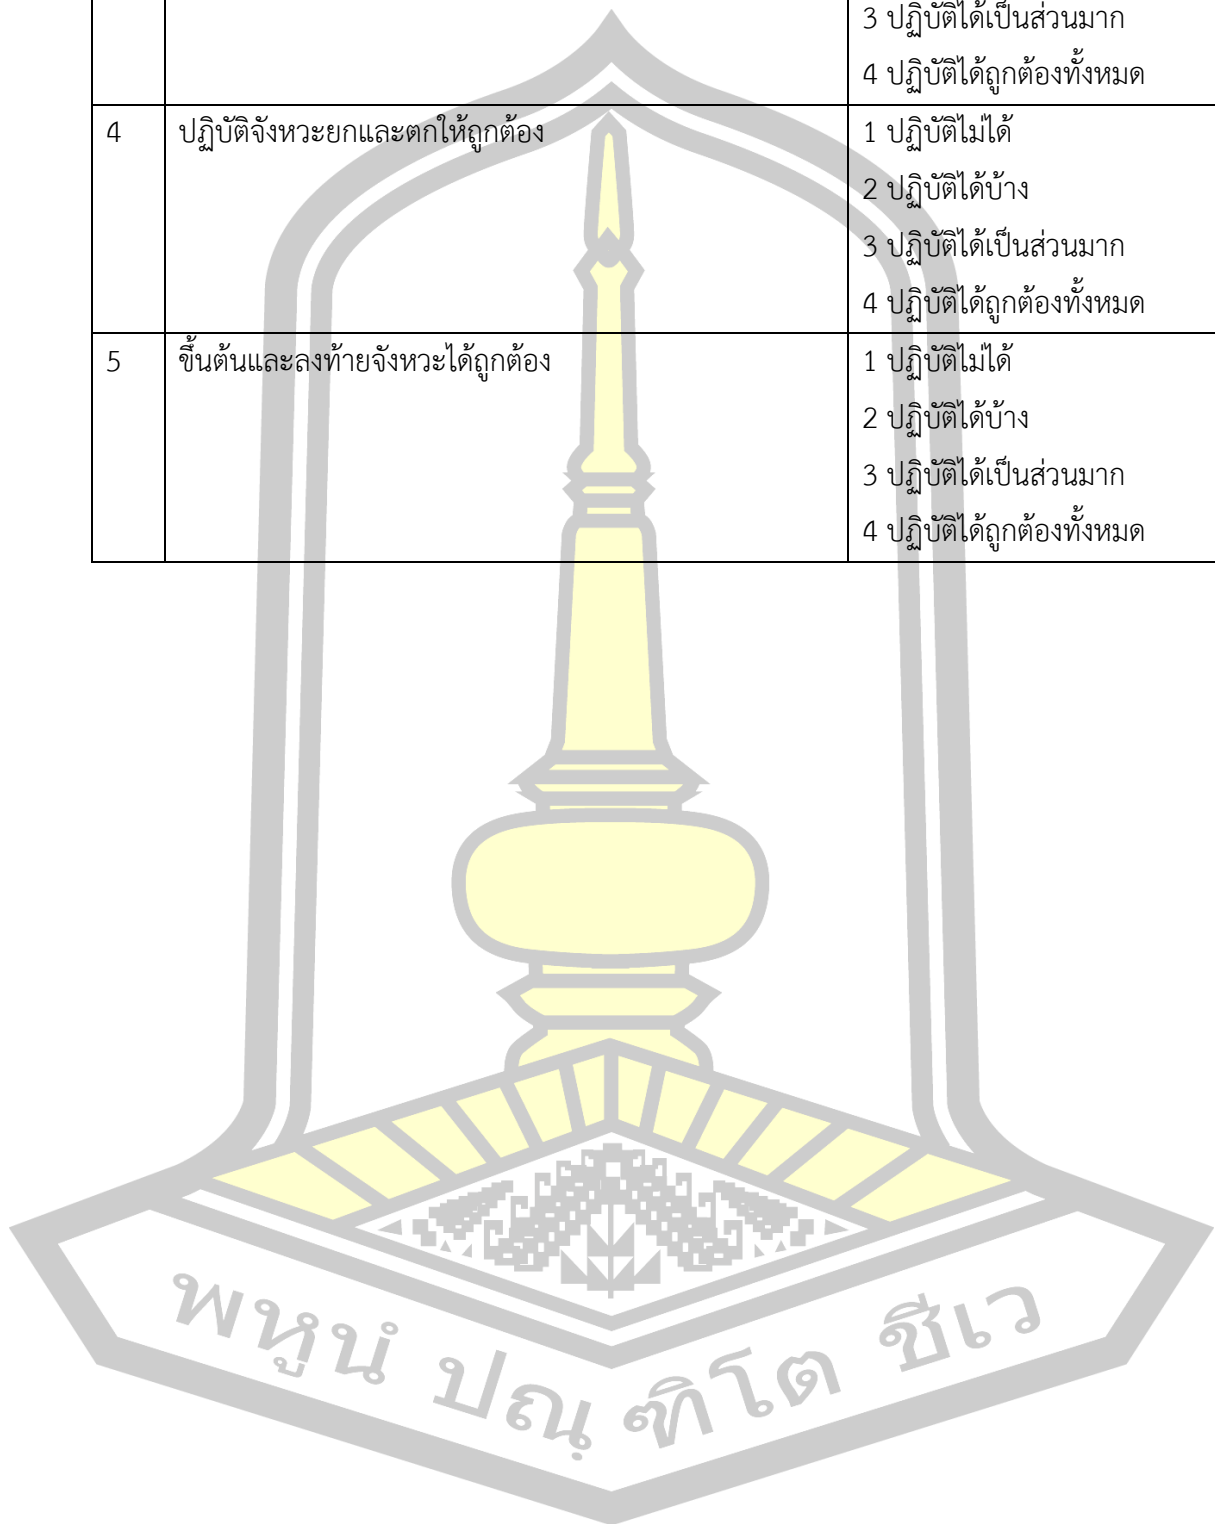 3 ปฏิบัติได้เป็นส่วนมาก
4 ปฏิบัติได้ถูกต้องทั้งหมด
4 ปฏิบัติจังหวะยกและตกให้ถูกต้อง 1 ปฏิบัติไม่ได้
2 ปฏิบัติได้บ้าง
3 ปฏิบัติได้เป็นส่วนมาก
4 ปฏิบัติได้ถูกต้องทั้งหมด
5 ขึ้นต้นและลงท้ายจังหวะได้ถูกต้อง 1 ปฏิบัติไม่ได้
2 ปฏิบัติได้บ้าง
3 ปฏิบัติได้เป็นส่วนมาก
4 ปฏิบัติได้ถูกต้องทั้งหมด
พหูนํ ปณฺ ฑิโต ชีเว